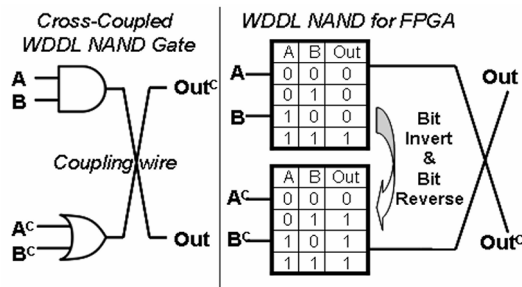 Cross-Coupled
WDDL NAND Gate
A
B
Out^C
Coupling wire
A^C
B^C
Out
WDDL NAND for FPGA
A B Out
0 0 0
0 1 0
1 0 0
1 1 1
A
B
Out
Bit
Invert
&
Bit
Reverse
A B Out
0 0 0
0 1 1
1 0 1
1 1 1
A^C
B^C
Out^C